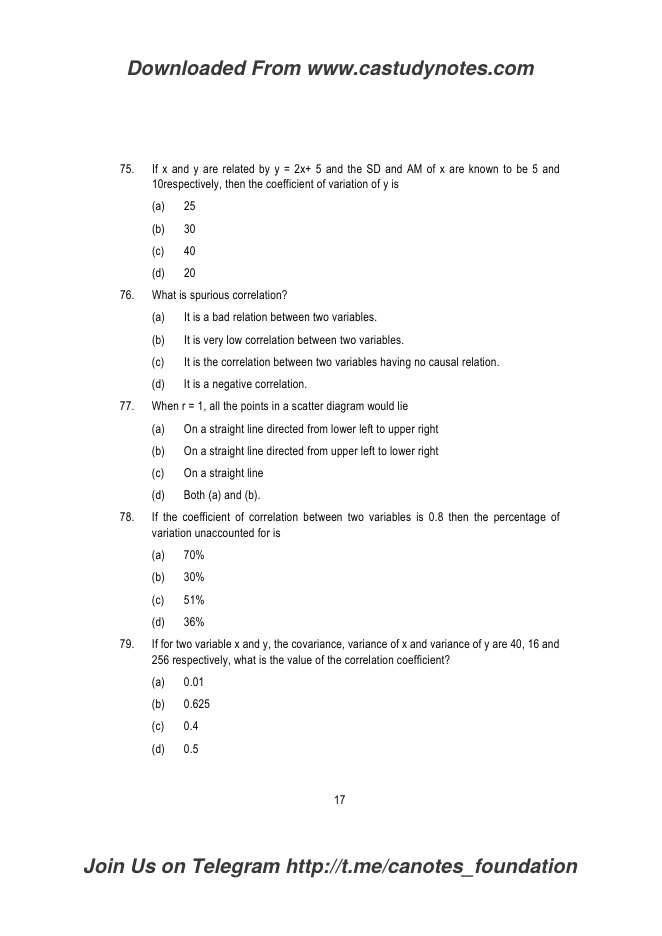 Downloaded From www.castudynotes.com
75. If x and y are related by y = 2x+ 5 and the SD and AM of x are known to be 5 and
10respectively, then the coefficient of variation of y is
(a) 25
(b) 30
(c) 40
(d) 20
76. What is spurious correlation?
(a) It is a bad relation between two variables.
(b) It is very low correlation between two variables.
(c) It is the correlation between two variables having no causal relation.
(d) It is a negative correlation.
77. When r = 1, all the points in a scatter diagram would lie
(a) On a straight line directed from lower left to upper right
(b) On a straight line directed from upper left to lower right
(c) On a straight line
(d) Both (a) and (b).
78. If the coefficient of correlation between two variables is 0.8 then the percentage of
variation unaccounted for is
(a) 70%
(b) 30%
(c) 51%
(d) 36%
79. If for two variable x and y, the covariance, variance of x and variance of y are 40, 16 and
256 respectively, what is the value of the correlation coefficient?
(a) 0.01
(b) 0.625
(c) 0.4
(d) 0.5
17
Join Us on Telegram http://t.me/canotes_foundation